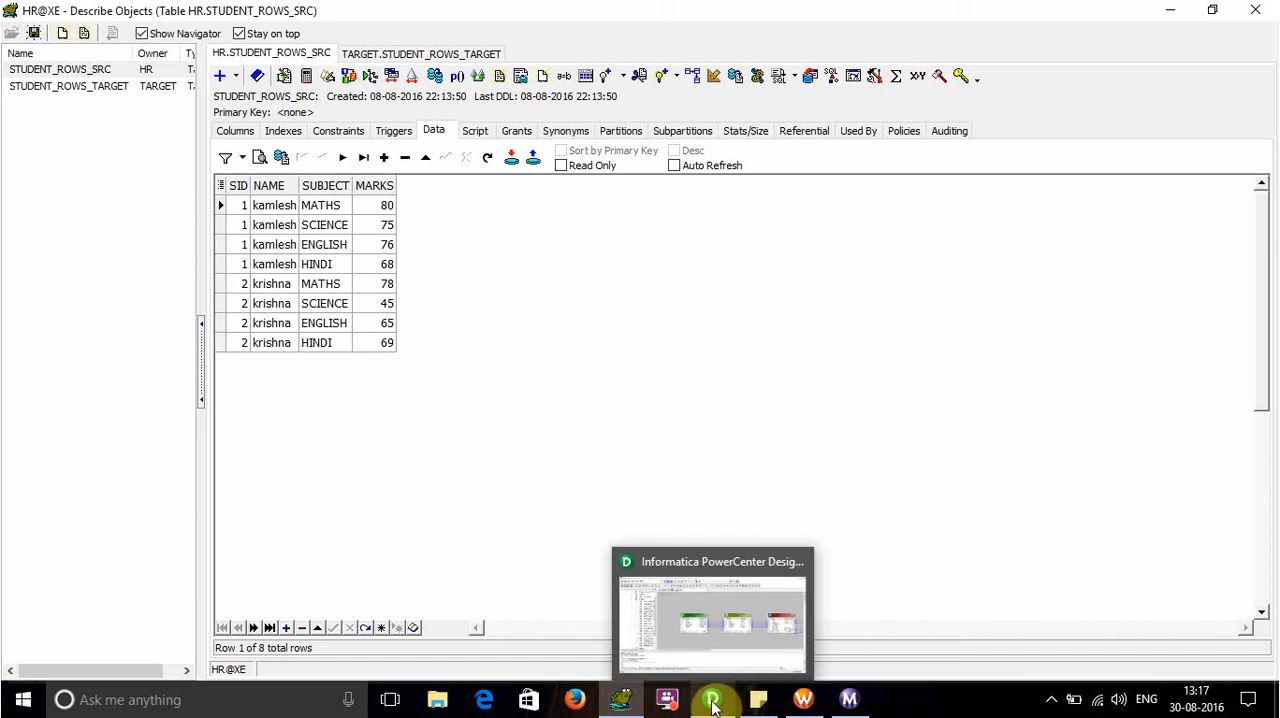 HR@XE - Describe Objects (Table HR.STUDENT_ROWS_SRC)
Show Navigator Stay on top
Name Owner Ty
STUDENT_ROWS_SRC HR Ta
STUDENT_ROWS_TARGET TARGET Ta
HR.STUDENT_ROWS_SRC TARGET.STUDENT_ROWS_TARGET
STUDENT_ROWS_SRC: Created: 08-08-2016 22:13:50 Last DDL: 08-08-2016 22:13:50
Primary Key: <none>
Columns Indexes Constraints Triggers Data Script Grants Synonyms Partitions Subpartitions Stats/Size Referential Used By Policies Auditing
Sort by Primary Key Desc
Read Only Auto Refresh
SID NAME SUBJECT MARKS
1 kamlesh MATHS 80
1 kamlesh SCIENCE 75
1 kamlesh ENGLISH 76
1 kamlesh HINDI 68
2 krishna MATHS 78
2 krishna SCIENCE 45
2 krishna ENGLISH 65
2 krishna HINDI 69
Informatica PowerCenter Desig...
Row 1 of 8 total rows
HR@XE
Ask me anything
ENG
13:17
30-08-2016